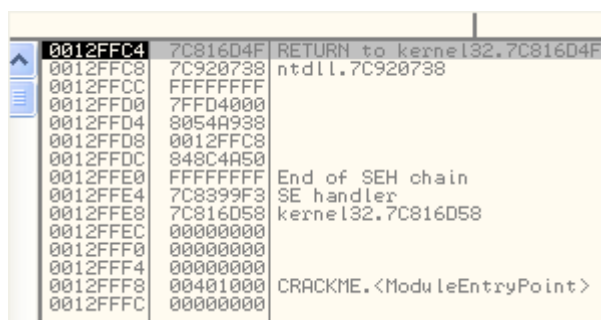 0012FFC4 7C816D4F RETURN to kernel32.7C816D4F
0012FFC8 7C920738 ntdll.7C920738
0012FFCC FFFFFFFF
0012FFD0 7FFD4000
0012FFD4 8054A938
0012FFD8 0012FFC8
0012FFDC 848C4A50
0012FFE0 FFFFFFFF End of SEH chain
0012FFE4 7C8399F3 SE handler
0012FFE8 7C816D58 kernel32.7C816D58
0012FFEC 00000000
0012FFF0 00000000
0012FFF4 00000000
0012FFF8 00401000 CRACKME.<ModuleEntryPoint>
0012FFFC 00000000